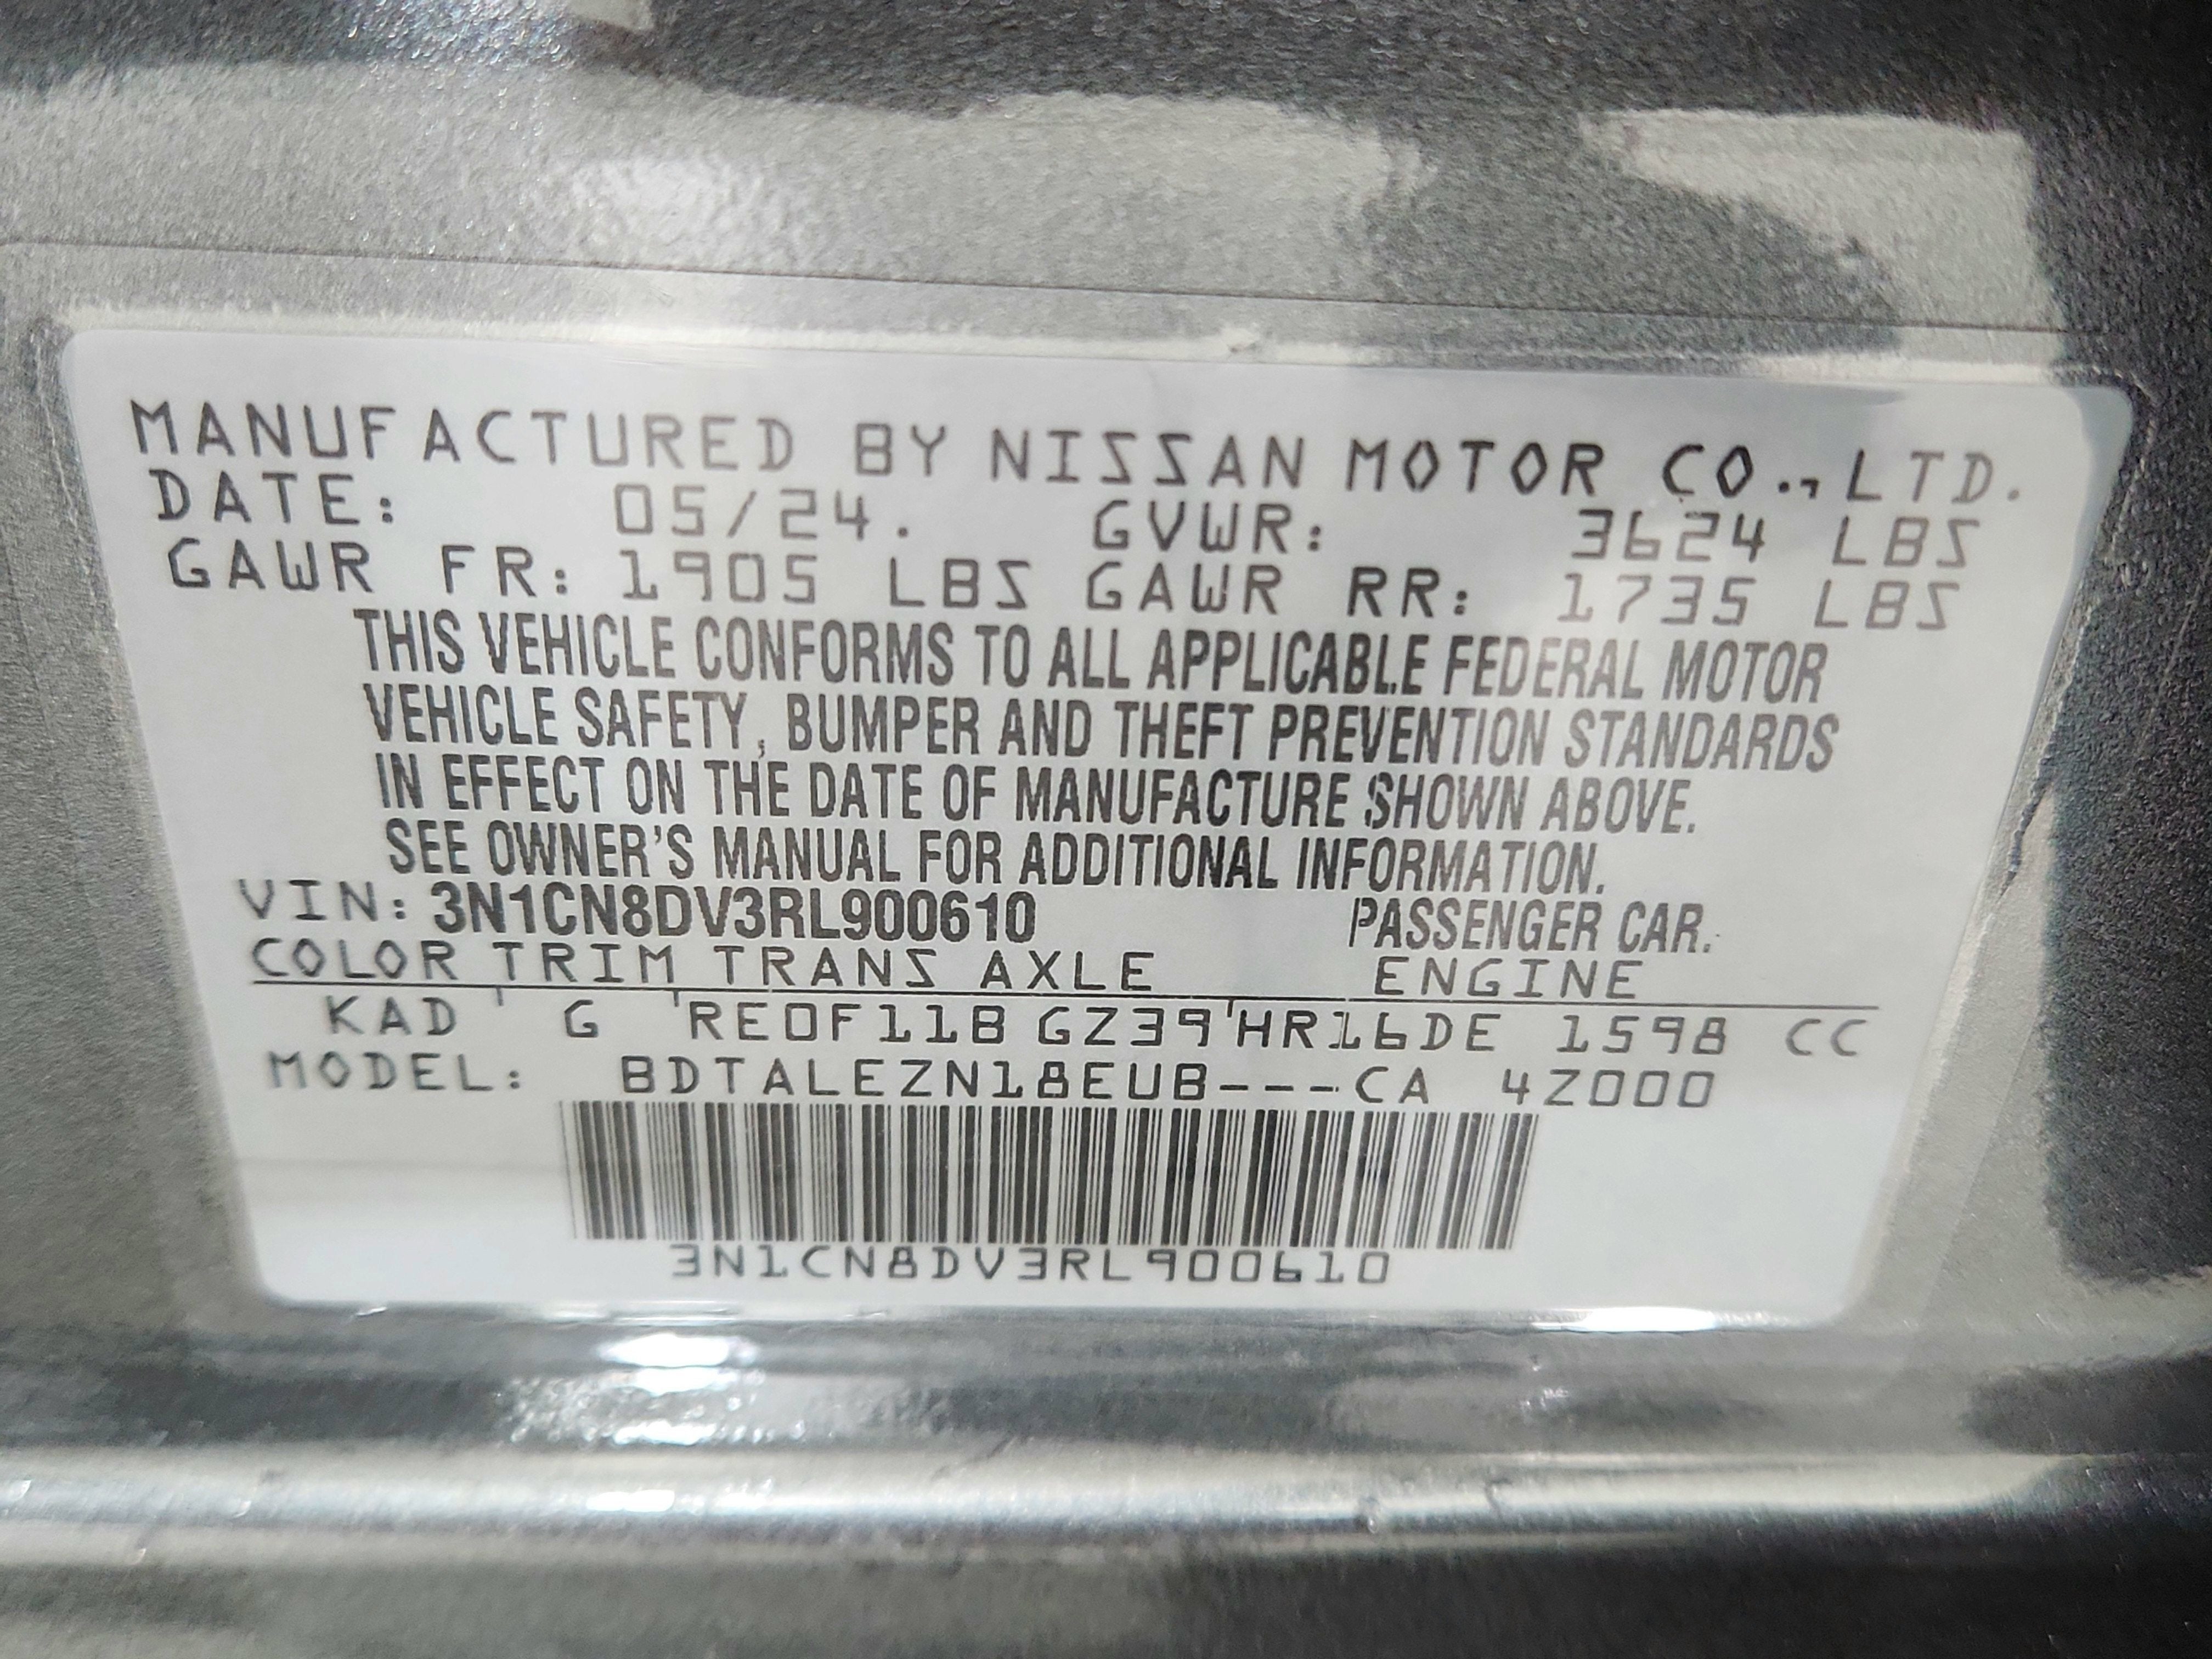 MANUFACTURED BY NISSAN MOTOR CO., LTD.
DATE: 05/24. GVWR: 3624 LBS
GAWR FR: 1905 LBS GAWR RR: 1735 LBS
THIS VEHICLE CONFORMS TO ALL APPLICABLE FEDERAL MOTOR
VEHICLE SAFETY, BUMPER AND THEFT PREVENTION STANDARDS
IN EFFECT ON THE DATE OF MANUFACTURE SHOWN ABOVE.
SEE OWNER'S MANUAL FOR ADDITIONAL INFORMATION.
VIN: 3N1CN8DV3RL900610 PASSENGER CAR.
COLOR TRIM TRANS AXLE ENGINE
KAD G RE0F11B GZ39 HR16DE 1598 CC
MODEL: BDTALEZN18EUB---CA 4Z000
3N1CN8DV3RL900610